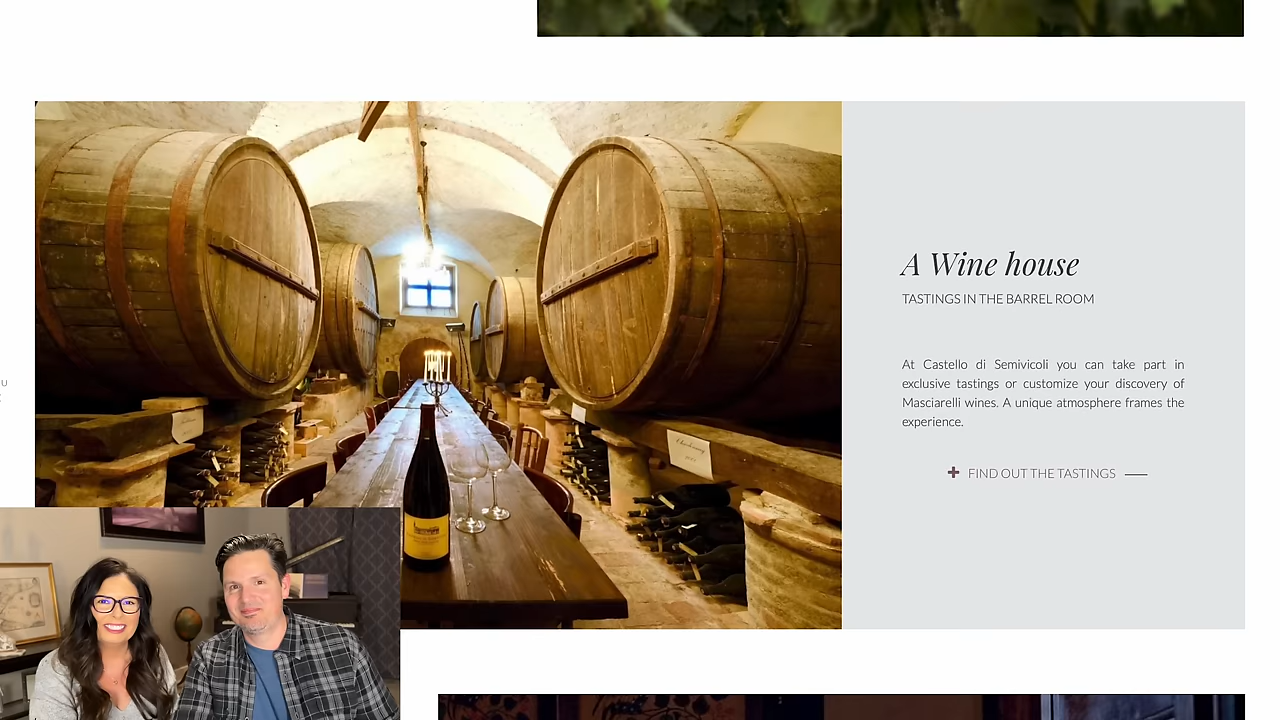 A Wine house
TASTINGS IN THE BARREL ROOM
At Castello di Semivicoli you can take part in
exclusive tastings or customize your discovery of
Masciarelli wines. A unique atmosphere frames the
experience.
FIND OUT THE TASTINGS